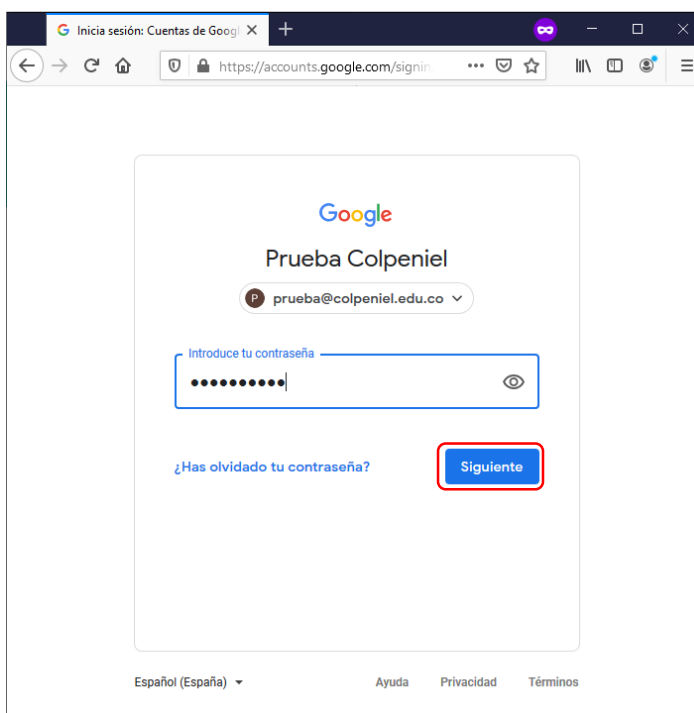 G Inicia sesión: Cuentas de Googl
https://accounts.google.com/signin
Google
Prueba Colpeniel
P prueba@colpeniel.edu.co
Introduce tu contraseña
••••••••••
¿Has olvidado tu contraseña? Siguiente
Español (España) Ayuda Privacidad Términos